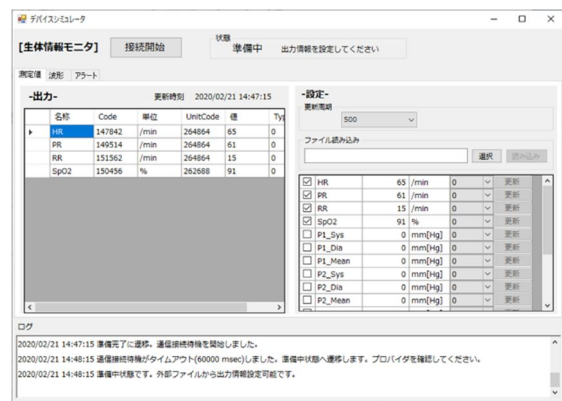 デバイスシミュレータ
[生体情報モニタ] 接続開始 状態 準備中 出力情報を設定してください
測定値 波形 アラート
-出力- 更新時刻 2020/02/21 14:47:15
名称 Code 単位 UnitCode 値 Typ
HR 147842 /min 264864 65 0
PR 149514 /min 264864 61 0
RR 151562 /min 264864 15 0
SpO2 150456 % 262688 91 0
-設定-
更新周期
500
ファイル読み込み
選択 読み込み
HR 65 /min 0 更新
PR 61 /min 0 更新
RR 15 /min 0 更新
SpO2 91 % 0 更新
P1_Sys 0 mm[Hg] 0 更新
P1_Dia 0 mm[Hg] 0 更新
P1_Mean 0 mm[Hg] 0 更新
P2_Sys 0 mm[Hg] 0 更新
P2_Dia 0 mm[Hg] 0 更新
P2_Mean 0 mm[Hg] 0 更新
ログ
2020/02/21 14:47:15 準備完了に遷移。通信接続待機を開始しました。
2020/02/21 14:48:15 通信接続待機がタイムアウト(60000 msec)しました。準備中状態へ遷移します。プロバイダを確認してください。
2020/02/21 14:48:15 準備中状態です。外部ファイルから出力情報設定可能です。